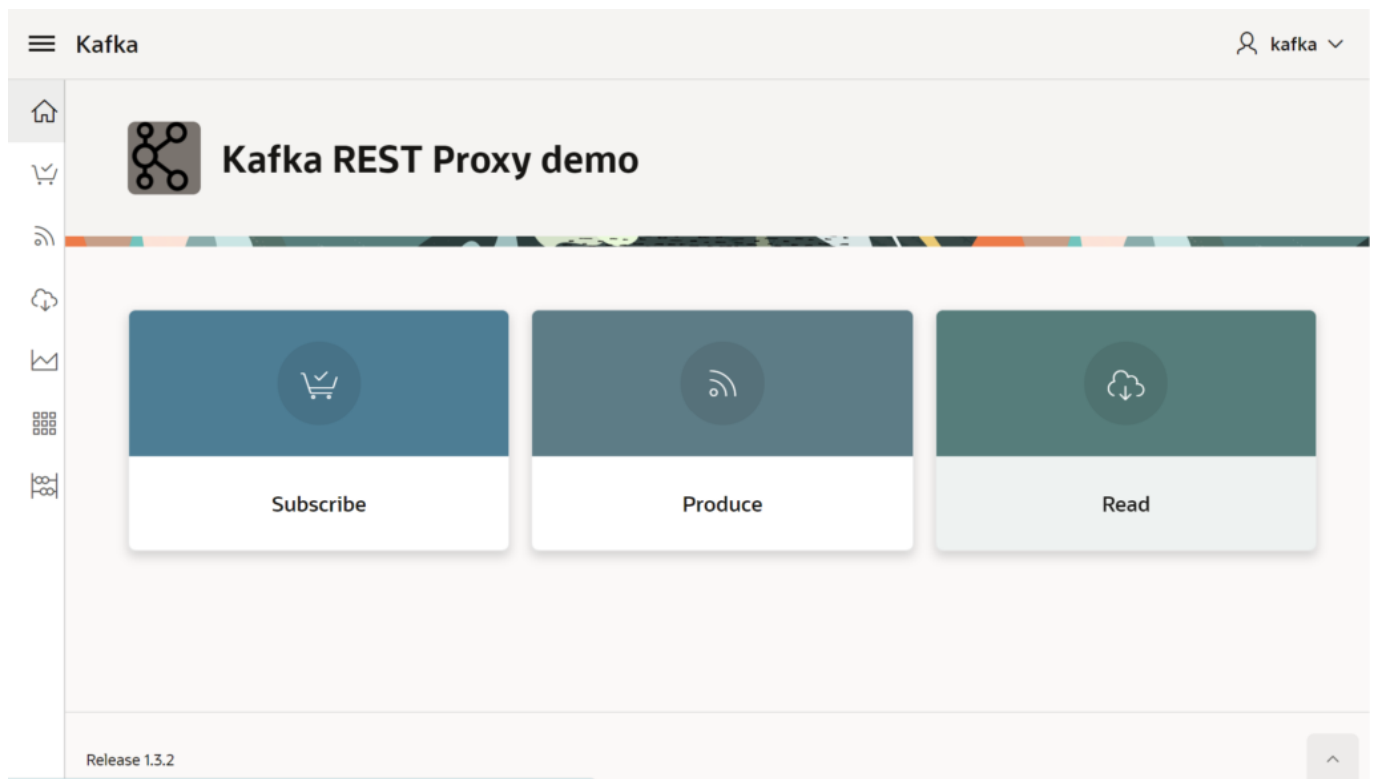 Kafka
kafka
Kafka REST Proxy demo
Subscribe
Produce
Read
Release 1.3.2